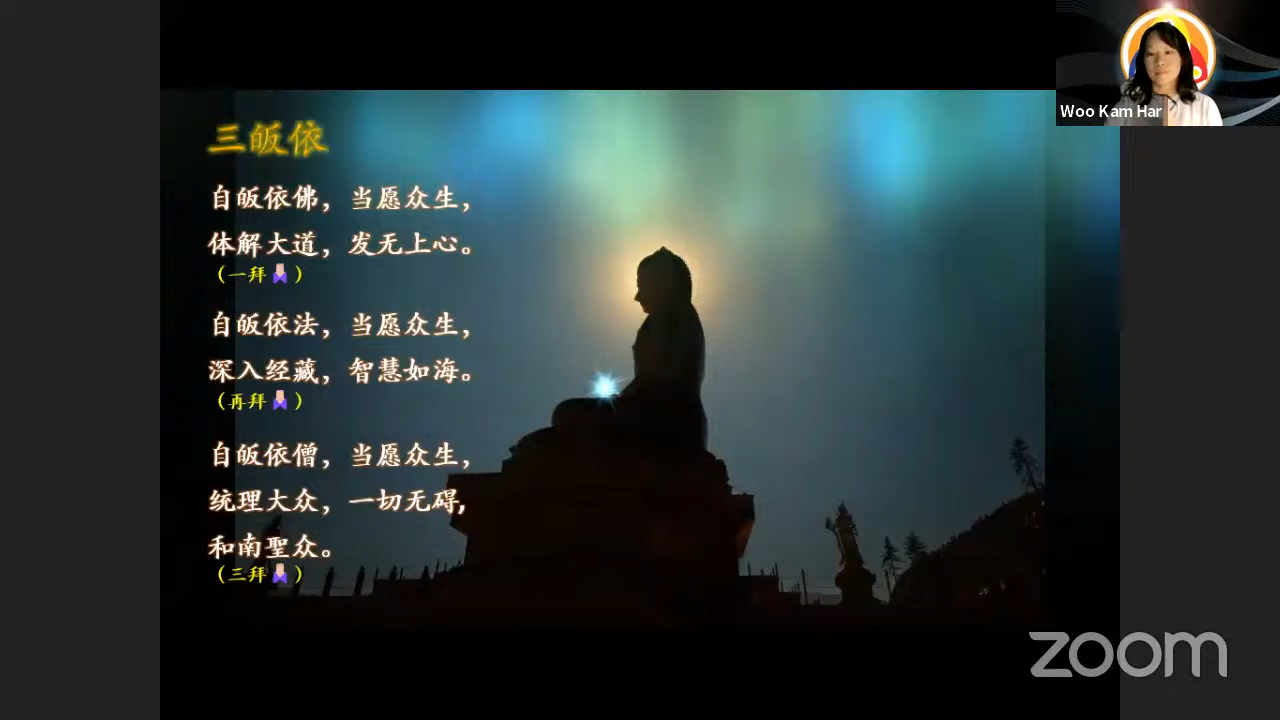 三皈依
自皈依佛，当愿众生，
体解大道，发无上心。
（一拜）
自皈依法，当愿众生，
深入经藏，智慧如海。
（再拜）
自皈依僧，当愿众生，
统理大众，一切无碍,
和南聖众。
（三拜）
Woo Kam Har
zoom